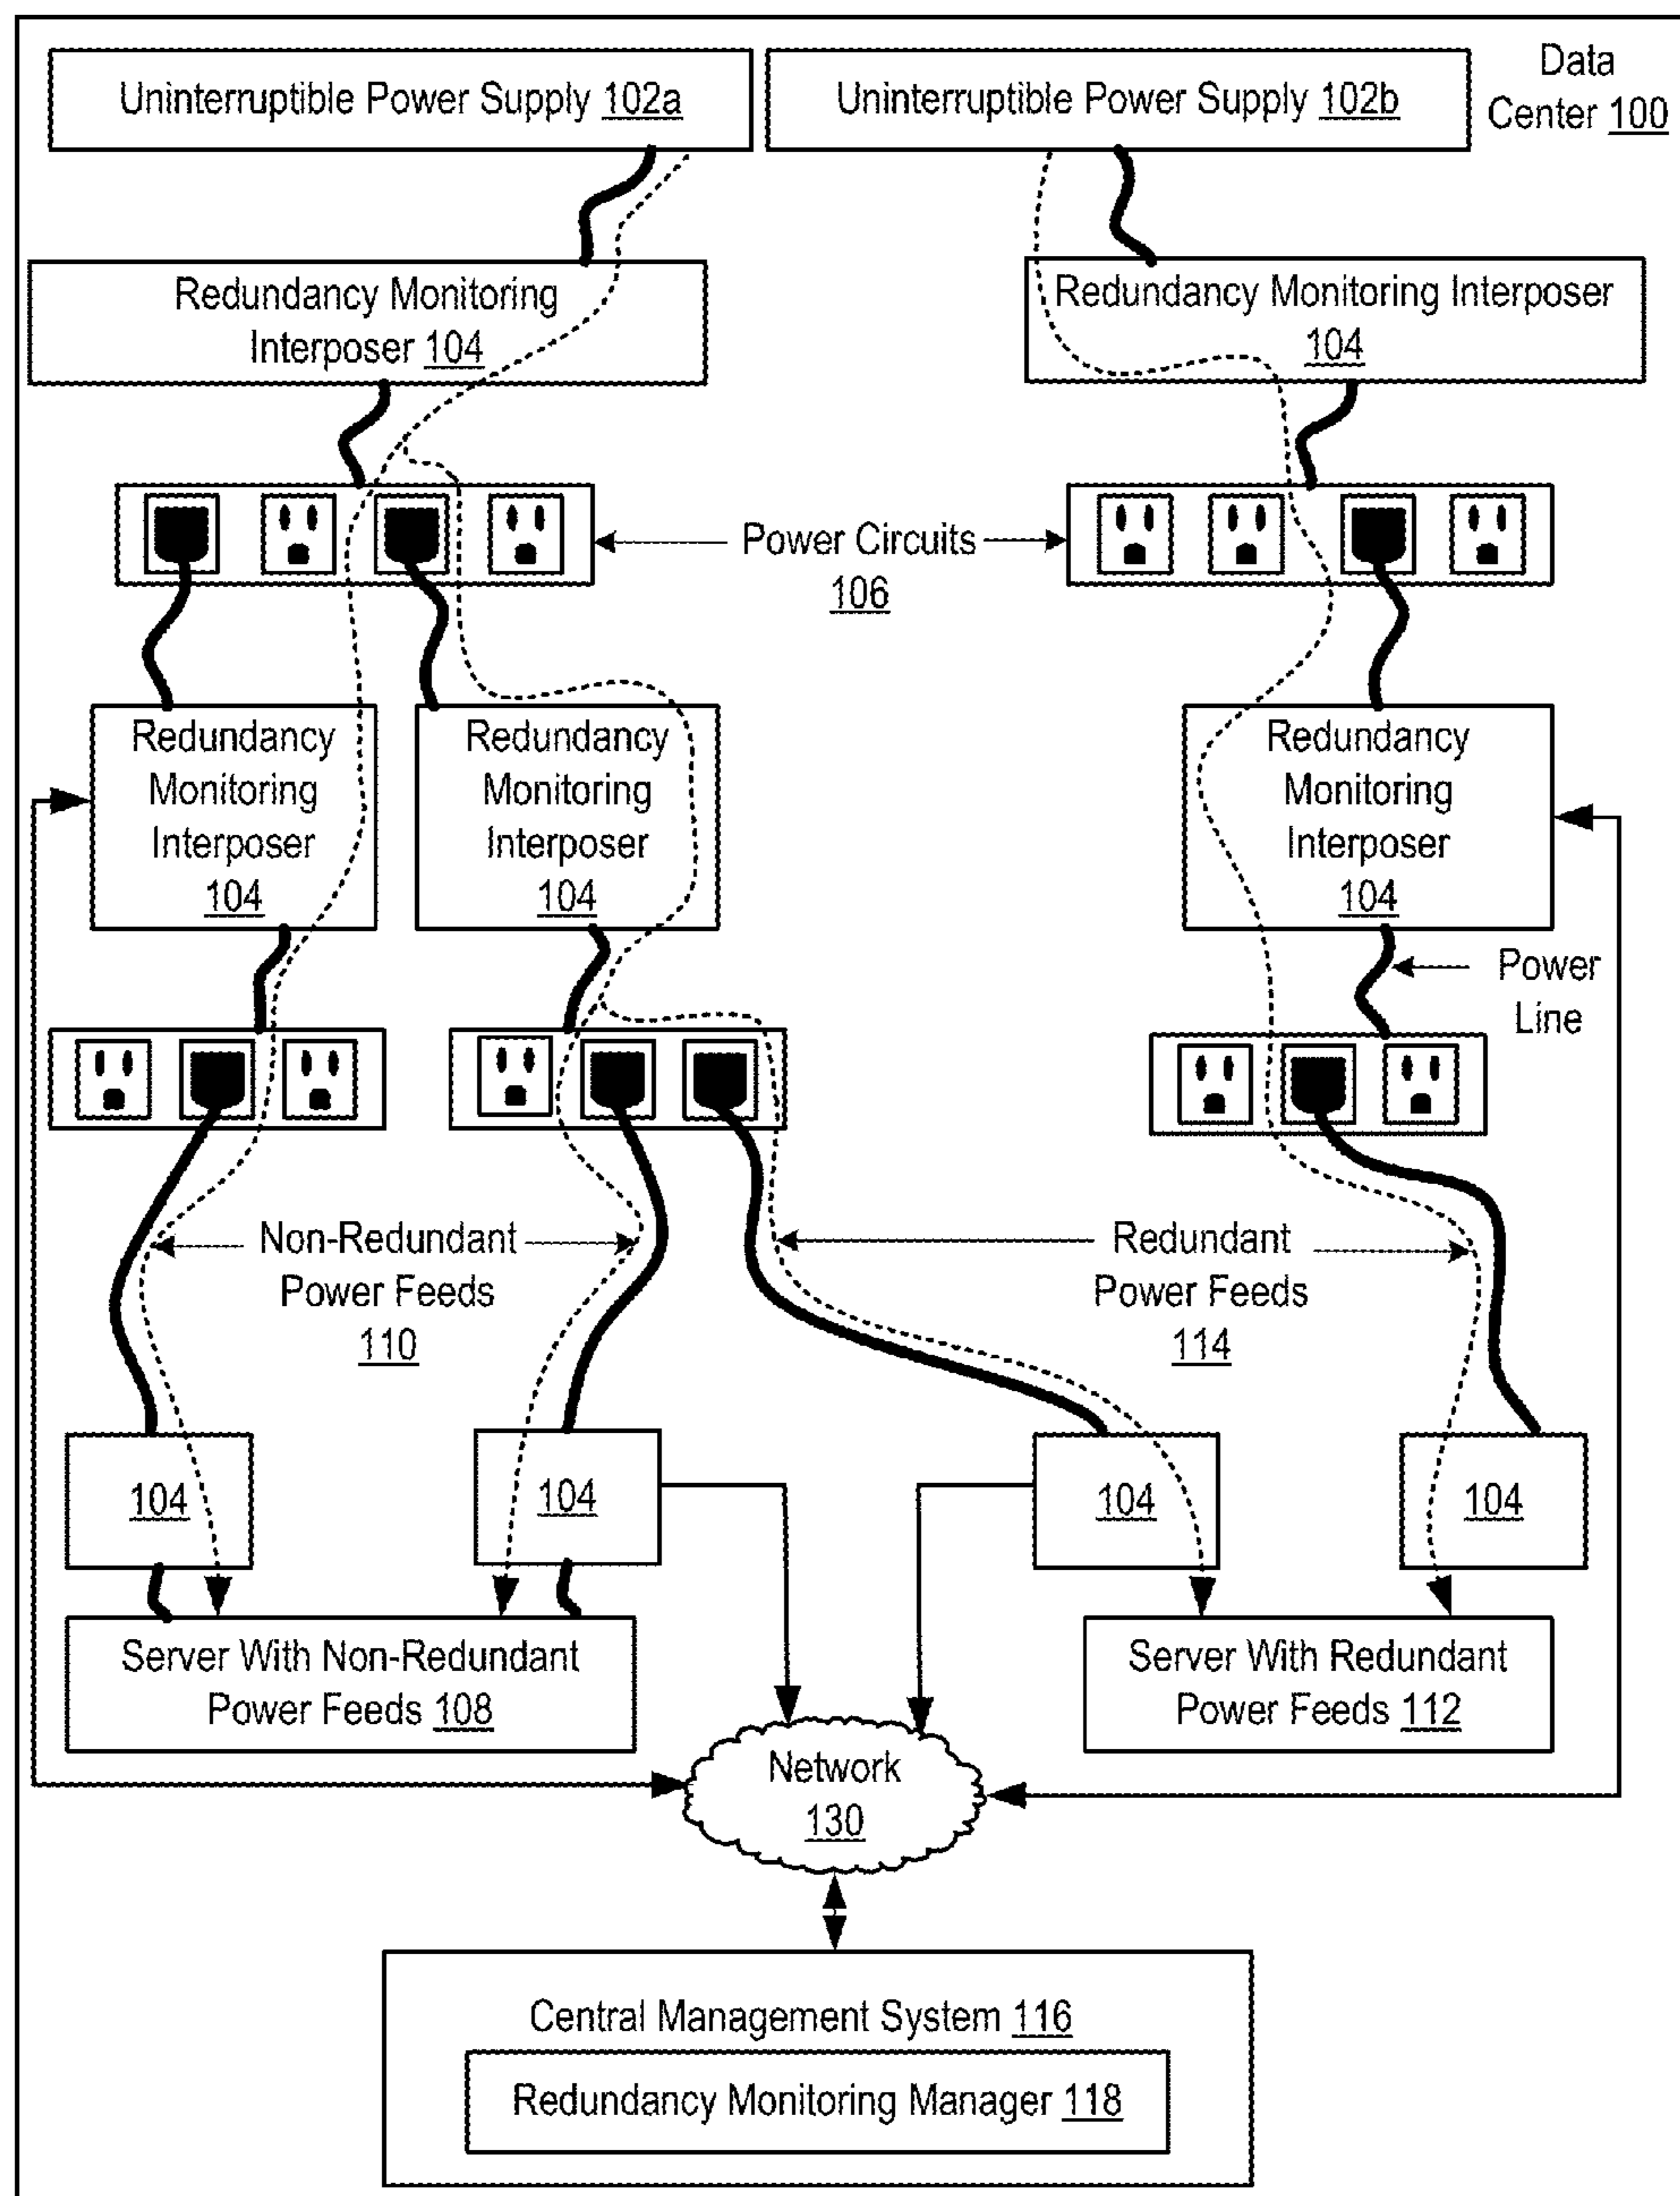 Uninterruptible Power Supply 102a
Uninterruptible Power Supply 102b
Data
Center 100
Redundancy Monitoring
Interposer 104
Redundancy Monitoring Interposer
104
Power Circuits
106
Redundancy
Monitoring
Interposer
104
Redundancy
Monitoring
Interposer
104
Redundancy
Monitoring
Interposer
104
Power
Line
Non-Redundant
Power Feeds
110
Redundant
Power Feeds
114
104
104
104
104
Server With Non-Redundant
Power Feeds 108
Server With Redundant
Power Feeds 112
Network
130
Central Management System 116
Redundancy Monitoring Manager 118